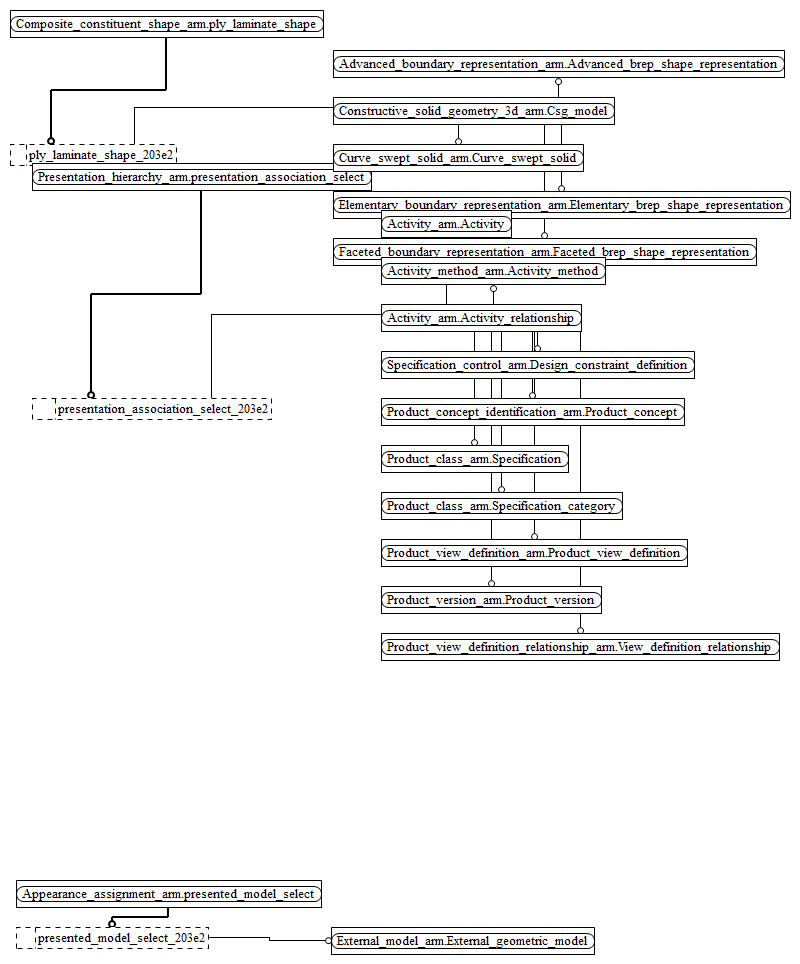 Composite_constituent_shape_arm.ply_laminate_shape
Advanced_boundary_representation_arm.Advanced_brep_shape_representation
Constructive_solid_geometry_3d_arm.Csg_model
ply_laminate_shape_203e2
Curve_swept_solid_arm.Curve_swept_solid
Presentation_hierarchy_arm.presentation_association_select
Elementary_boundary_representation_arm.Elementary_brep_shape_representation
Activity_arm.Activity
Faceted_boundary_representation_arm.Faceted_brep_shape_representation
Activity_method_arm.Activity_method
Activity_arm.Activity_relationship
Specification_control_arm.Design_constraint_definition
presentation_association_select_203e2
Product_concept_identification_arm.Product_concept
Product_class_arm.Specification
Product_class_arm.Specification_category
Product_view_definition_arm.Product_view_definition
Product_version_arm.Product_version
Product_view_definition_relationship_arm.View_definition_relationship
Appearance_assignment_arm.presented_model_select
presented_model_select_203e2
External_model_arm.External_geometric_model